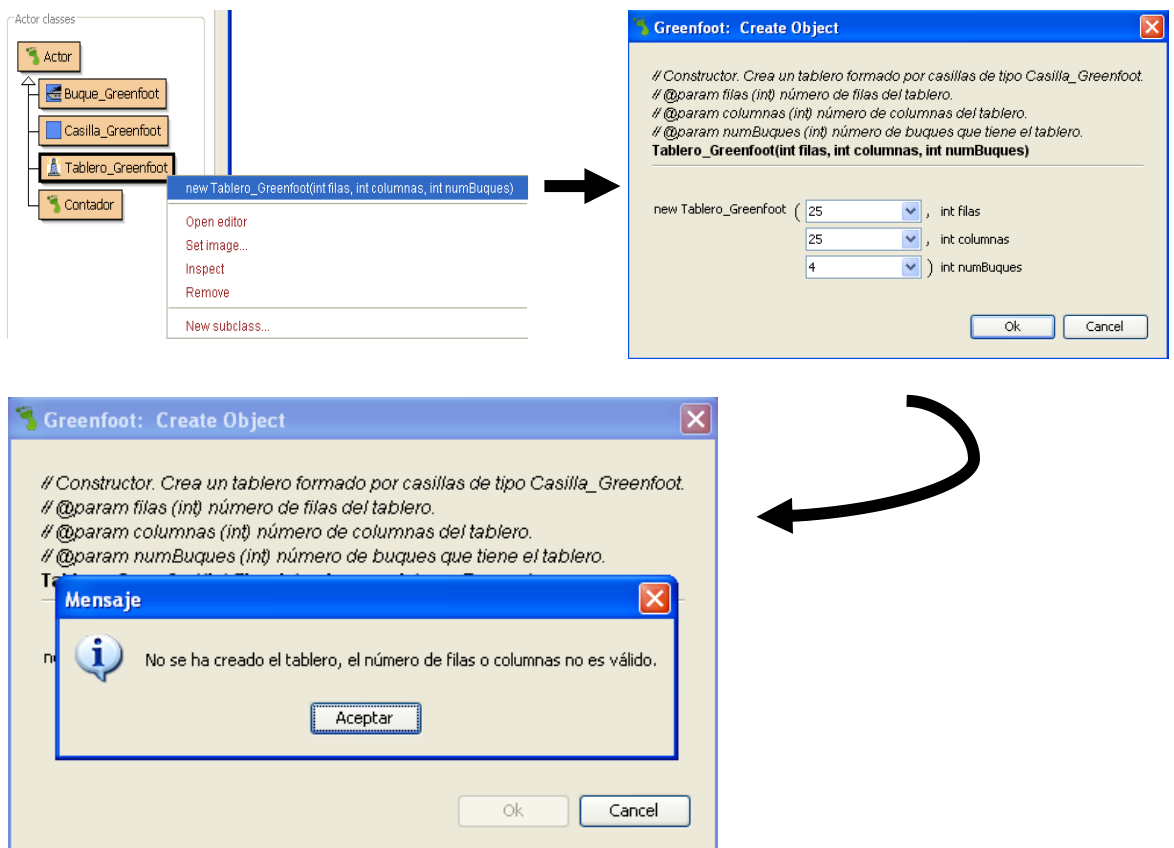 Actor classes
Actor
Buque_Greenfoot
Casilla_Greenfoot
Tablero_Greenfoot
Contador
new Tablero_Greenfoot(int filas, int columnas, int numBuques)
Open editor
Set image...
Inspect
Remove
New subclass...
Greenfoot: Create Object
// Constructor. Crea un tablero formado por casillas de tipo Casilla_Greenfoot.
// @param filas (int) número de filas del tablero.
// @param columnas (int) número de columnas del tablero.
// @param numBuques (int) número de buques que tiene el tablero.
Tablero_Greenfoot(int filas, int columnas, int numBuques)
new Tablero_Greenfoot ( 25 , int filas
25 , int columnas
4 ) int numBuques
Ok Cancel
Greenfoot: Create Object
// Constructor. Crea un tablero formado por casillas de tipo Casilla_Greenfoot.
// @param filas (int) número de filas del tablero.
// @param columnas (int) número de columnas del tablero.
// @param numBuques (int) número de buques que tiene el tablero.
Mensaje
No se ha creado el tablero, el número de filas o columnas no es válido.
Aceptar
Ok Cancel